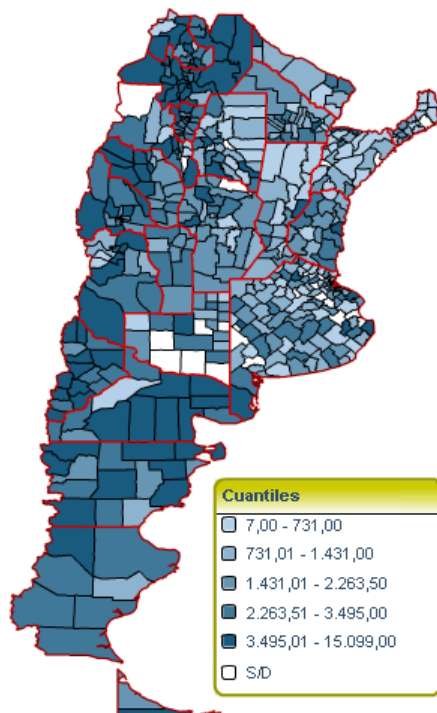 Cuantiles
7,00 - 731,00
731,01 - 1.431,00
1.431,01 - 2.263,50
2.263,51 - 3.495,00
3.495,01 - 15.099,00
S/D